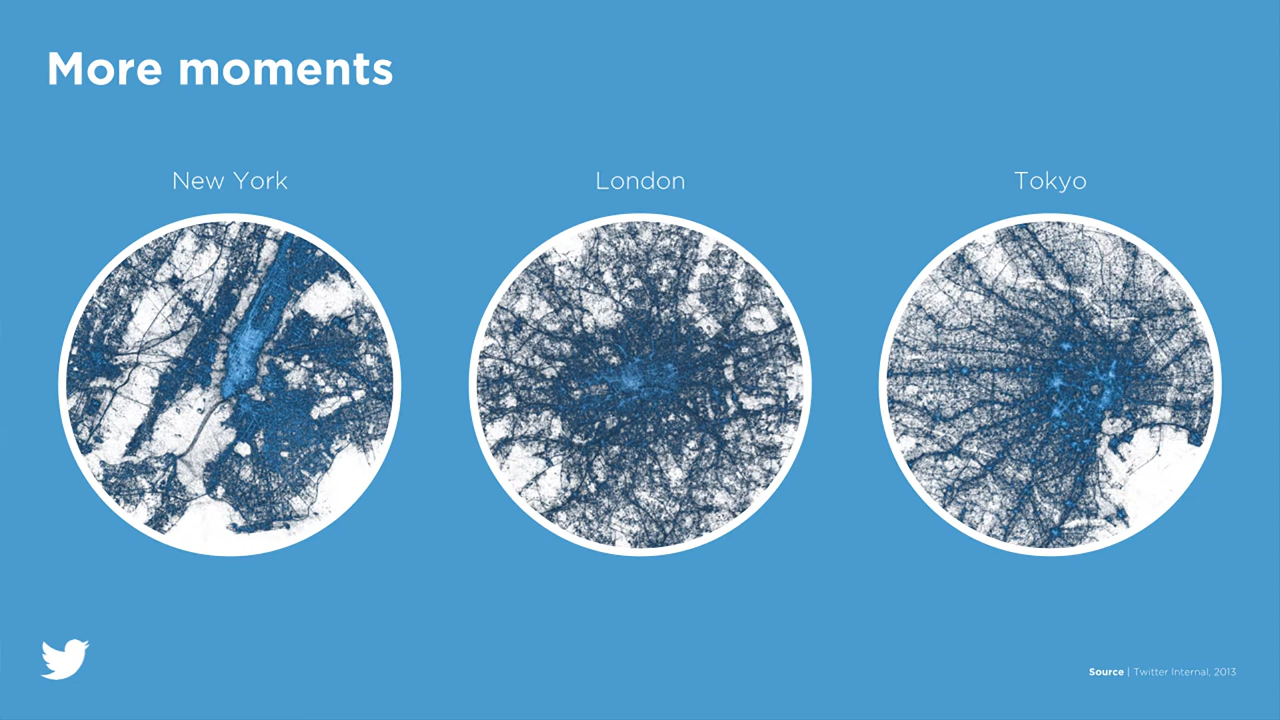 More moments
New York
London
Tokyo
Source | Twitter Internal, 2013